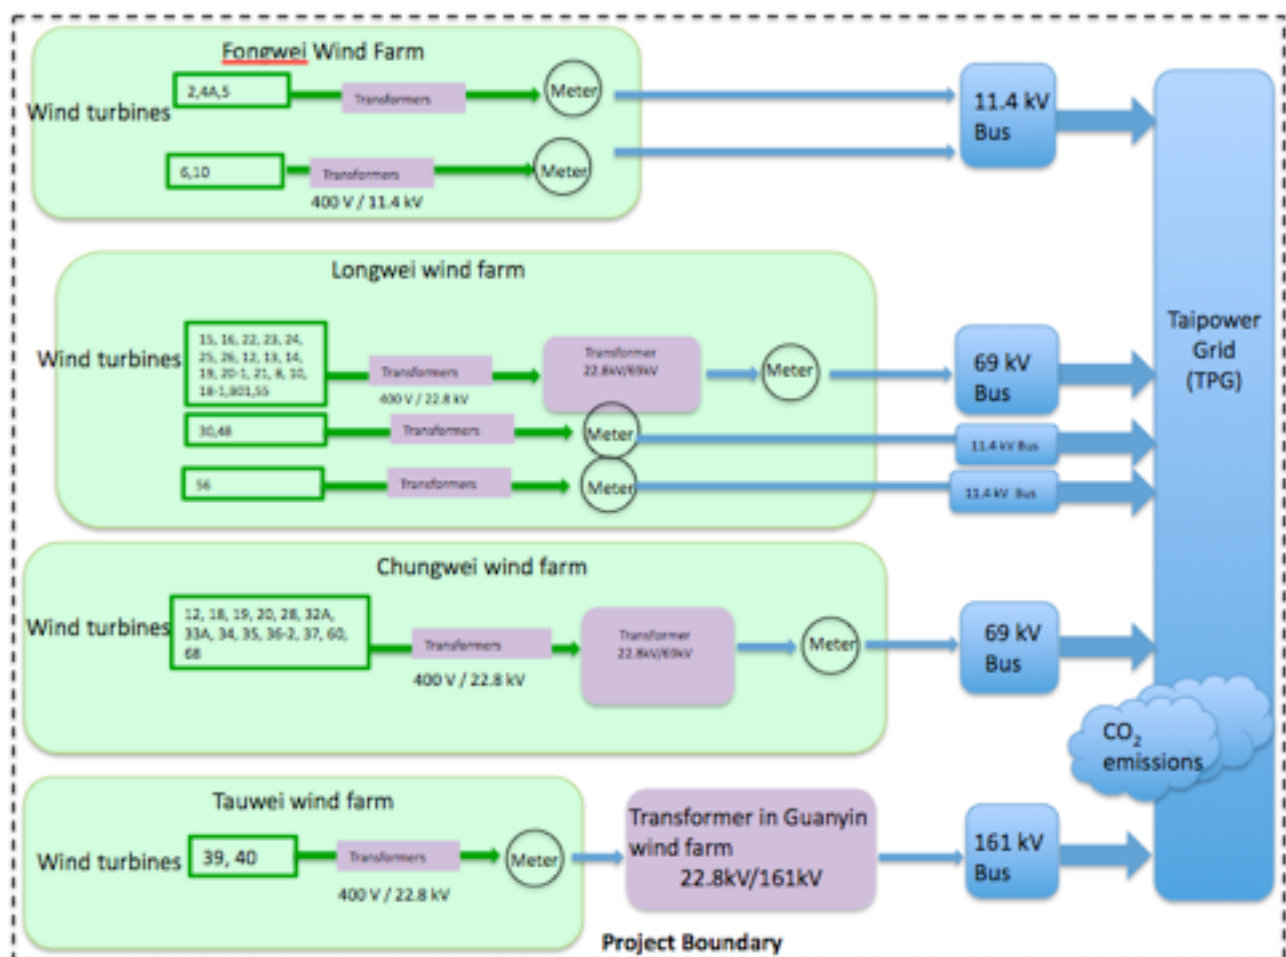 Fongwei Wind Farm
Wind turbines
2,4A,5
Transformers
Meter
6,10
Transformers
400 V / 11.4 kV
Meter
11.4 kV
Bus
Longwei wind farm
Wind turbines
15, 16, 22, 23, 24,
25, 26, 12, 13, 14,
19, 20-1, 21, 8, 10,
18-1,801,55
Transformers
400 V / 22.8 kV
Transformer
22.8kV/69kV
Meter
69 kV
Bus
30,48
Transformers
Meter
11.4 kV Bus
56
Transformers
Meter
11.4 kV Bus
Taipower
Grid
(TPG)
Chungwei wind farm
Wind turbines
12, 18, 19, 20, 28, 32A,
33A, 34, 35, 36-2, 37, 60,
68
Transformers
400 V / 22.8 kV
Transformer
22.8kV/69kV
Meter
69 kV
Bus
CO2
emissions
Tauwei wind farm
Wind turbines
39, 40
Transformers
400 V / 22.8 kV
Meter
Transformer in Guanyin
wind farm
22.8kV/161kV
161 kV
Bus
Project Boundary